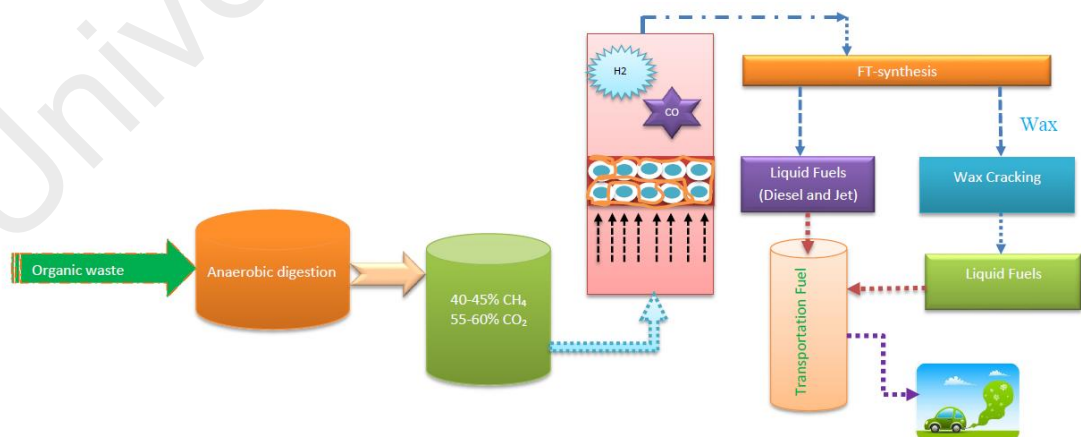 Univer
H2
CO
FT-synthesis
Wax
Liquid Fuels
(Diesel and Jet)
Wax Cracking
Organic waste
Anaerobic digestion
40-45% CH₄
55-60% CO₂
Transportation Fuel
Liquid Fuels